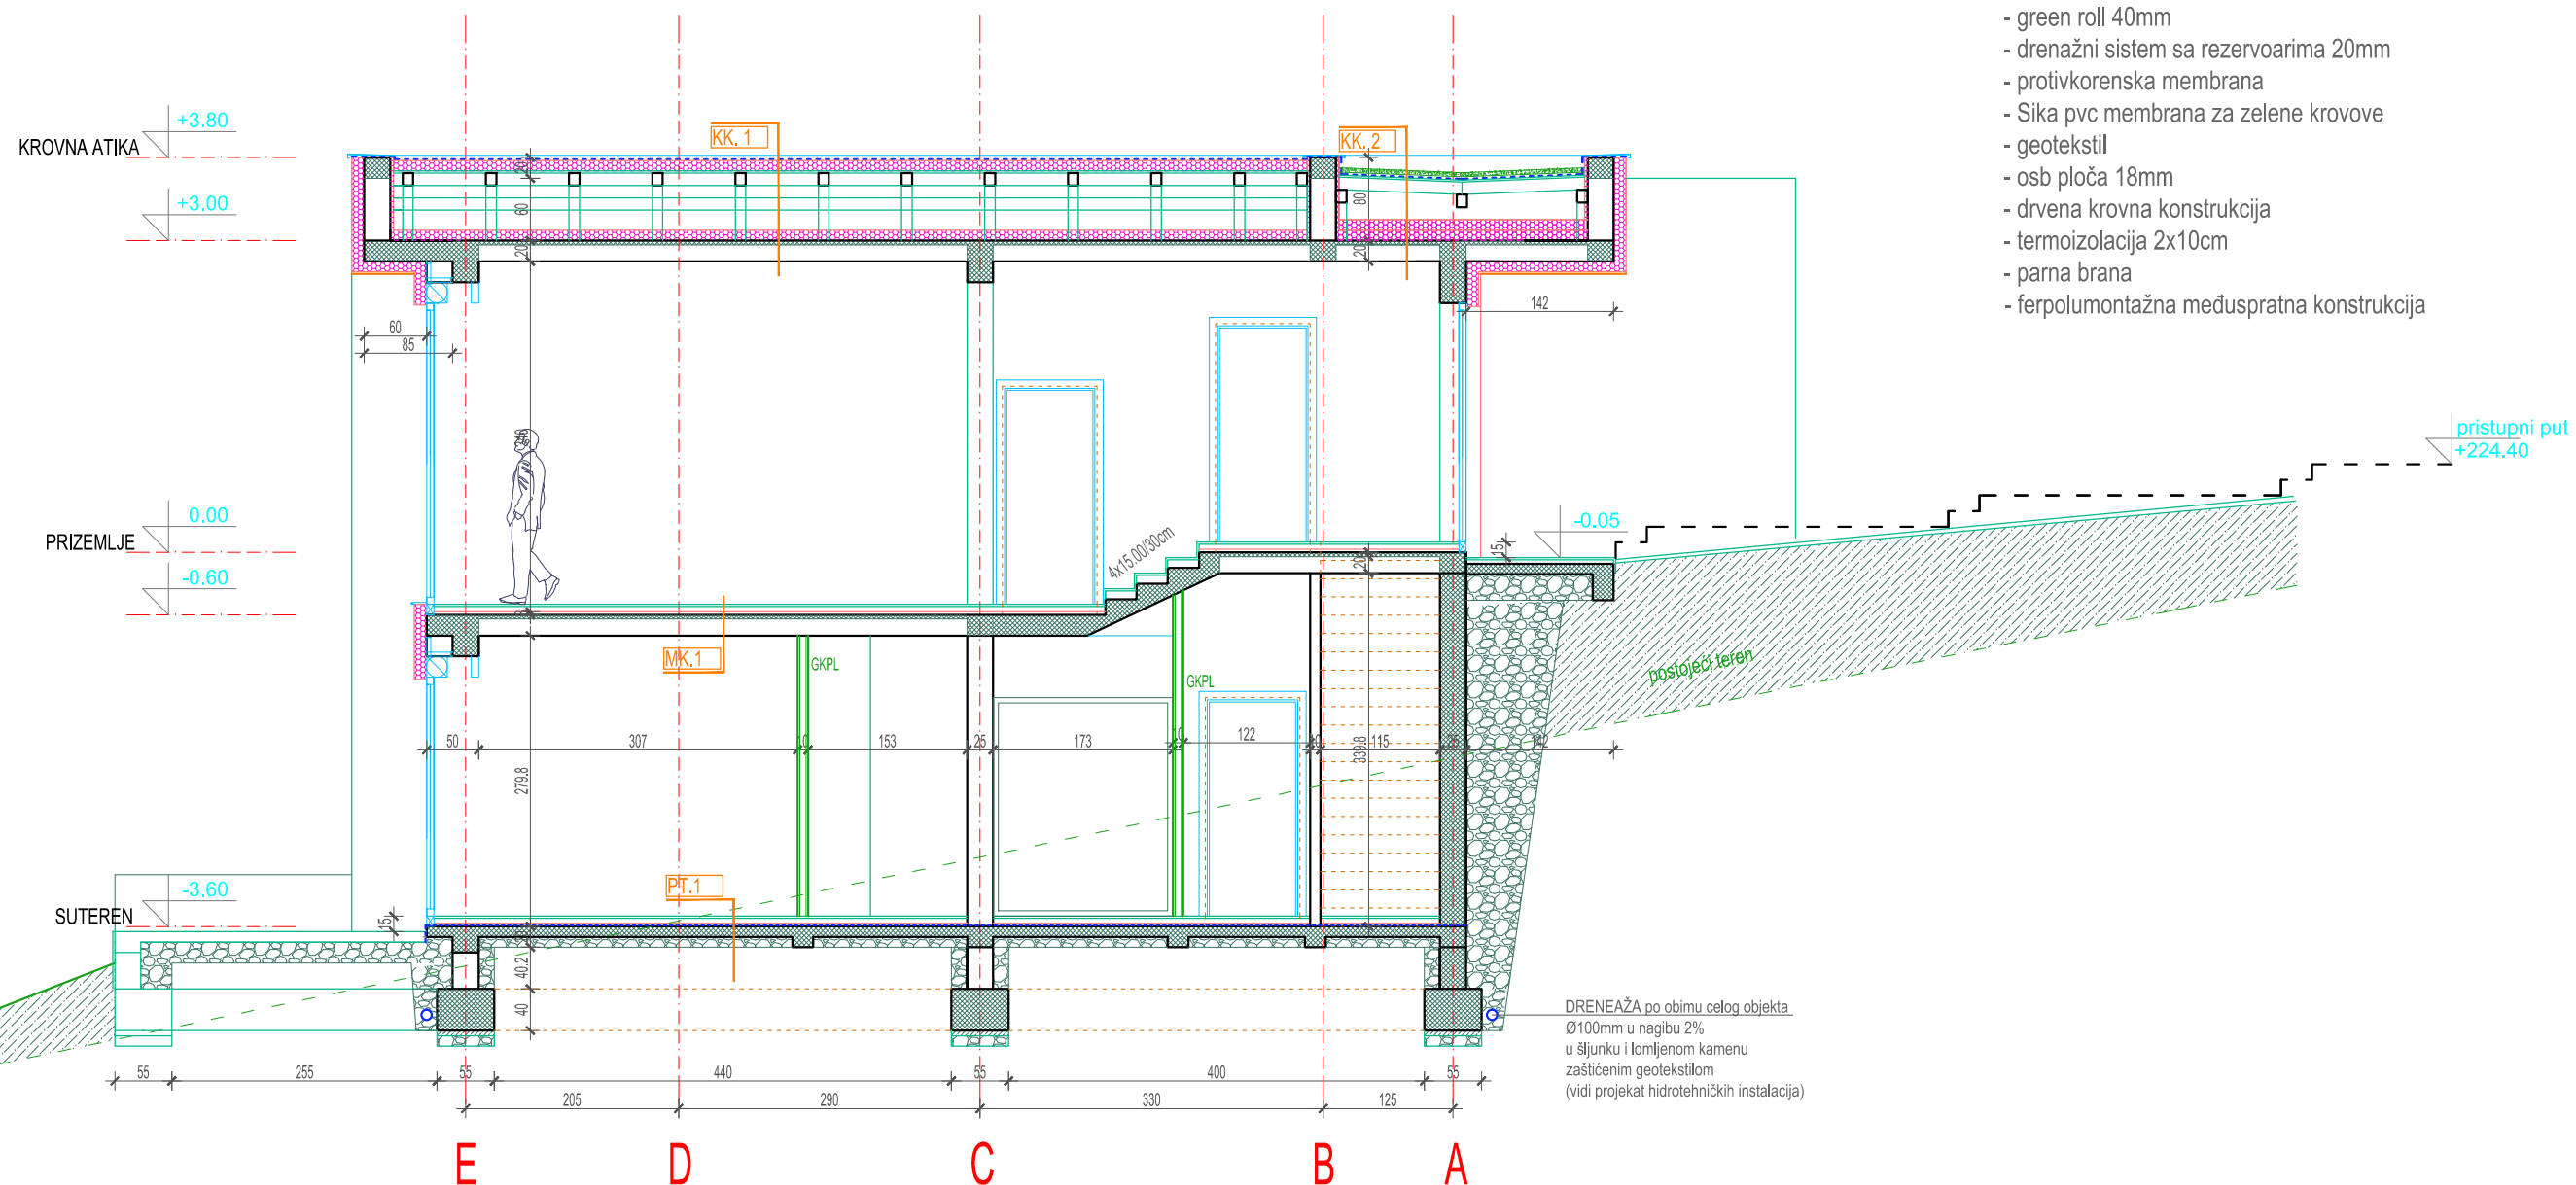 - green roll 40mm
- drenažni sistem sa rezervoarima 20mm
- protivkorenska membrana
- Sika pvc membrana za zelene krovove
- geotekstil
- osb ploča 18mm
- drvena krovna konstrukcija
- termoizolacija 2x10cm
- parna brana
- ferpolumontažna međuspratna konstrukcija
+3.80
KROVNA ATIKA
KK. 1
KK. 2
20
+3.00
60
80
20
20
60
85
142
pristupni put
+224.40
0.00
PRIZEMLJE
-0.60
4x15.00/30cm
15
-0.05
20
MK.1
GKPL
GKPL
postojeći teren
50
307
10
153
25
173
10
122
115
142
279.8
339.8
PT.1
-3.60
SUTEREN
15
40.2
40
DRENEAŽA po obimu celog objekta
Ø100mm u nagibu 2%
u šljunku i lomljenom kamenu
zaštićenim geotekstilom
(vidi projekat hidrotehničkih instalacija)
55
255
55
440
55
400
55
205
290
330
125
E
D
C
B
A